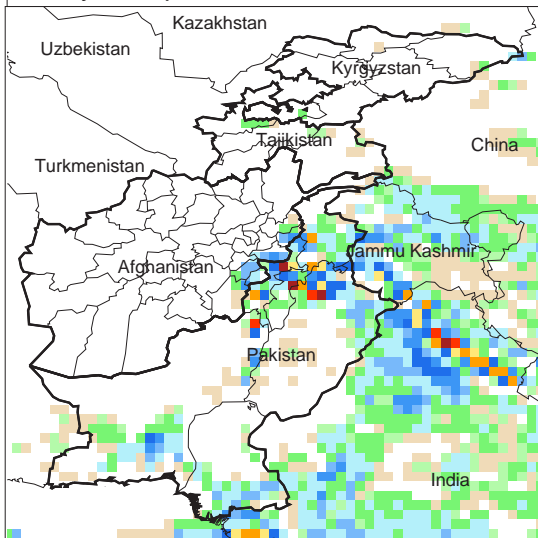 Kazakhstan
Uzbekistan
Kyrgyzstan
Tajikistan
China
Turkmenistan
Jammu Kashmir
Afghanistan
Pakistan
India